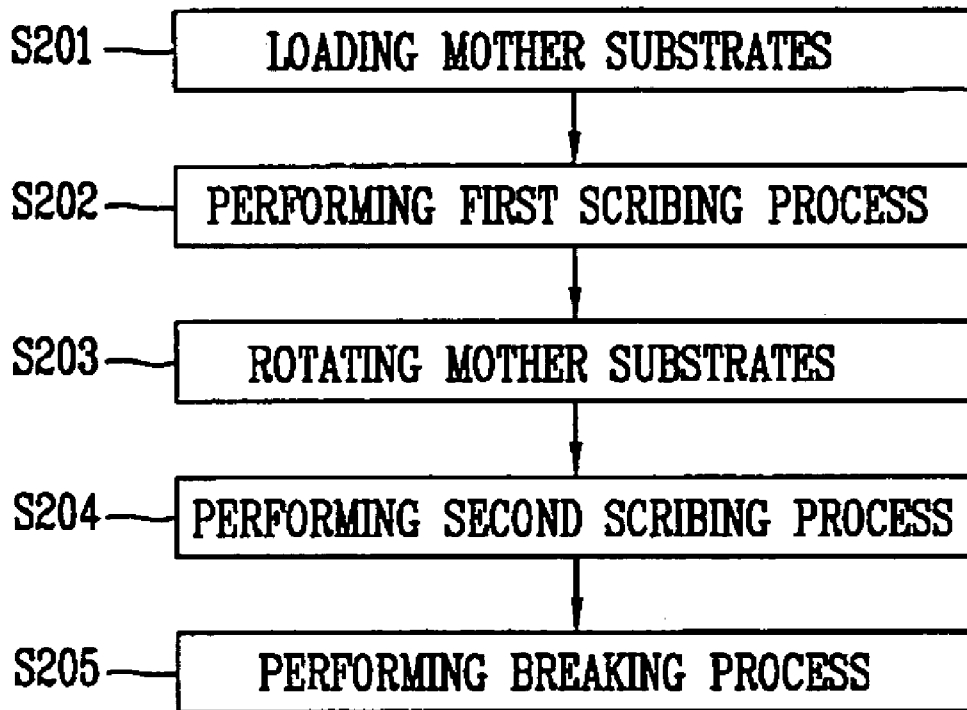 S201 LOADING MOTHER SUBSTRATES
S202 PERFORMING FIRST SCRIBING PROCESS
S203 ROTATING MOTHER SUBSTRATES
S204 PERFORMING SECOND SCRIBING PROCESS
S205 PERFORMING BREAKING PROCESS